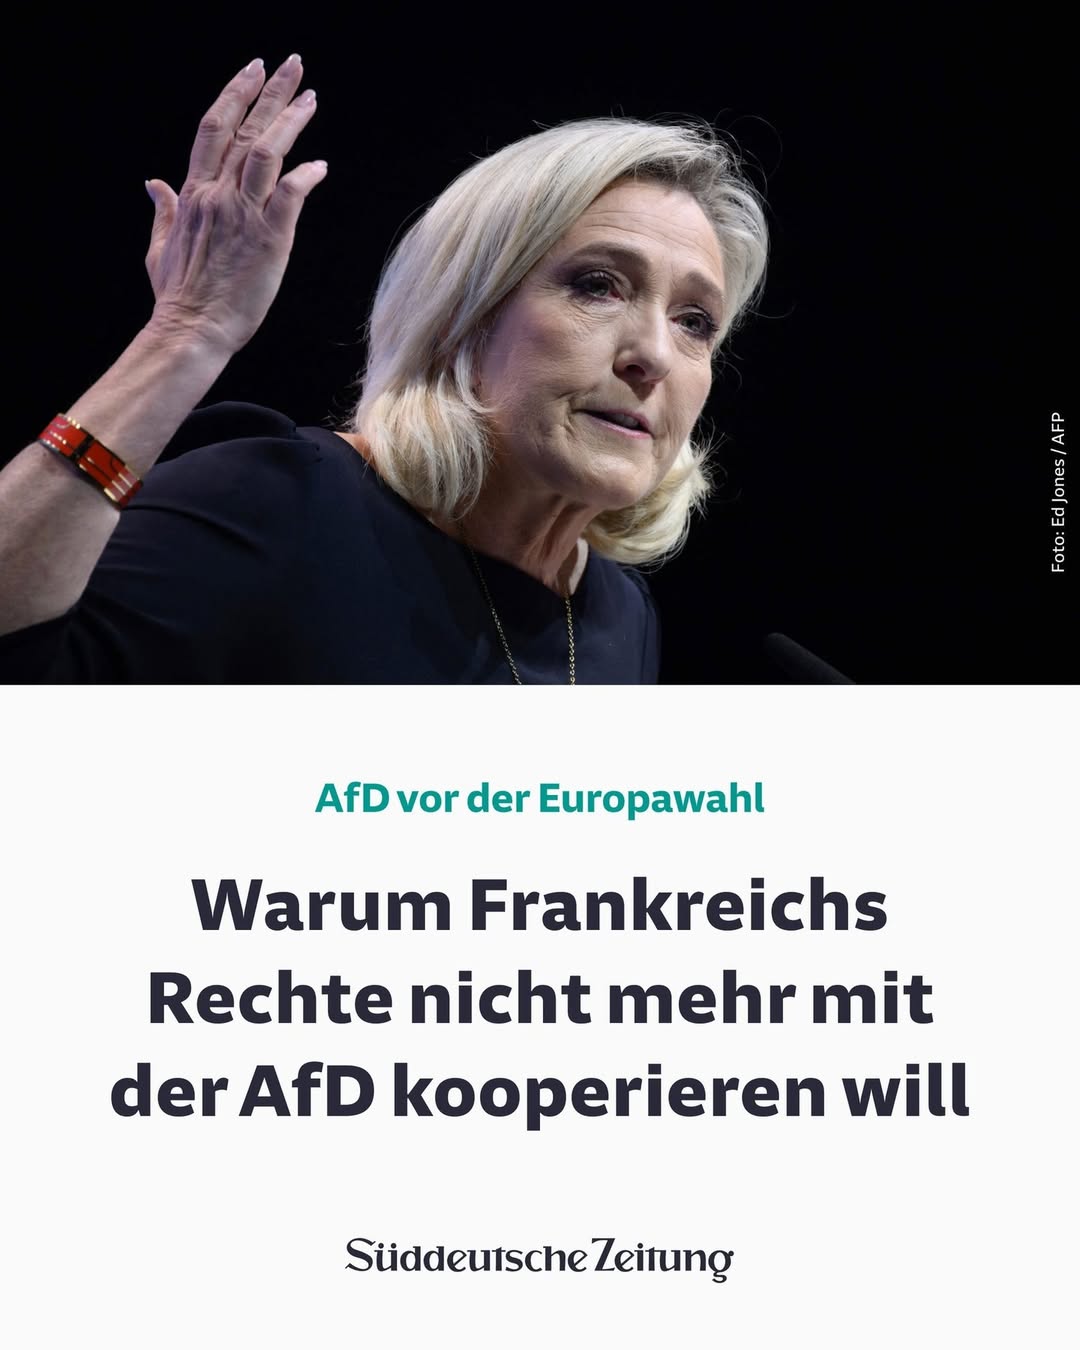 Foto: Ed Jones / AFP
AfD vor der Europawahl
Warum Frankreichs
Rechte nicht mehr mit
der AfD kooperieren will
Süddeutsche Zeitung